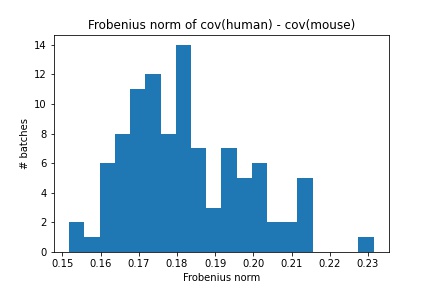 Frobenius norm of cov(human) - cov(mouse)
14
12
10
8
6
4
2
0
# batches
0.15 0.16 0.17 0.18 0.19 0.20 0.21 0.22 0.23
Frobenius norm